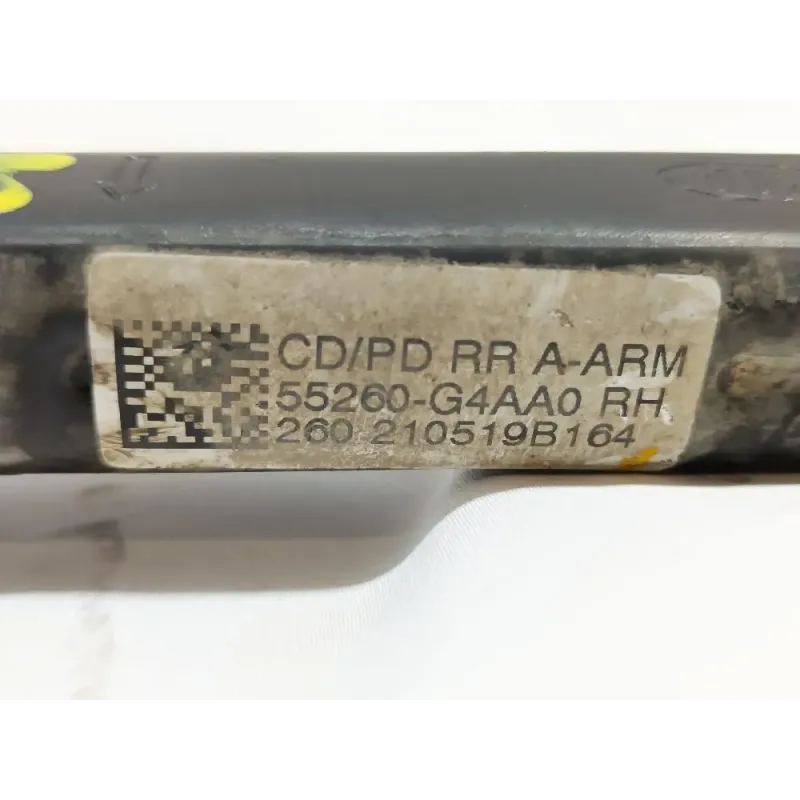 CD/PD RR A-ARM
55260-G4AA0 RH
260 210519B164